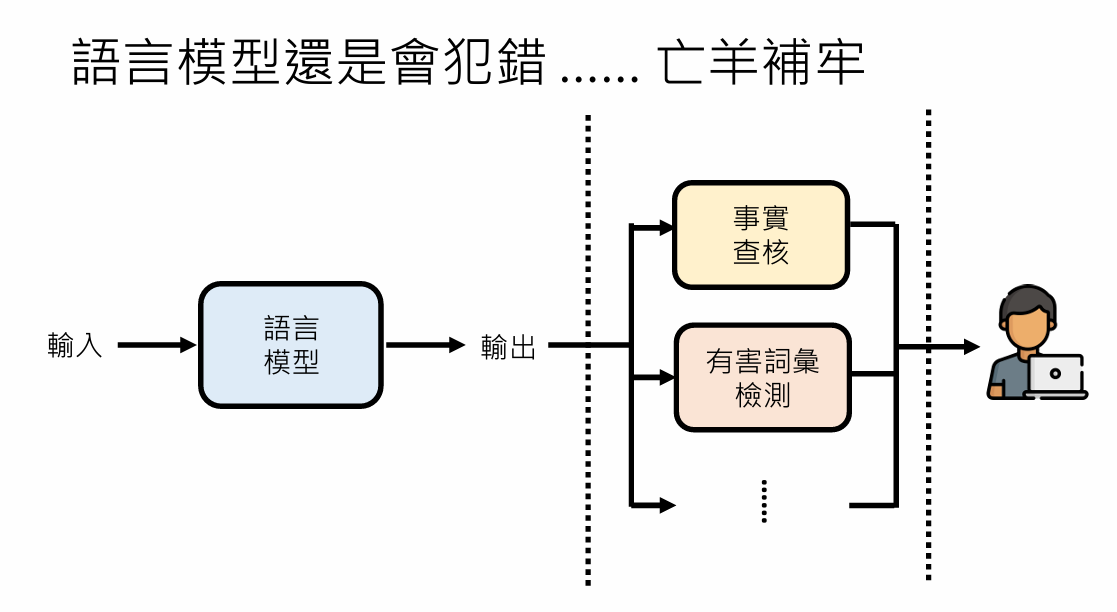 語言模型還是會犯錯 …… 亡羊補牢
事實
查核
語言
模型
輸入
輸出
有害詞彙
檢測